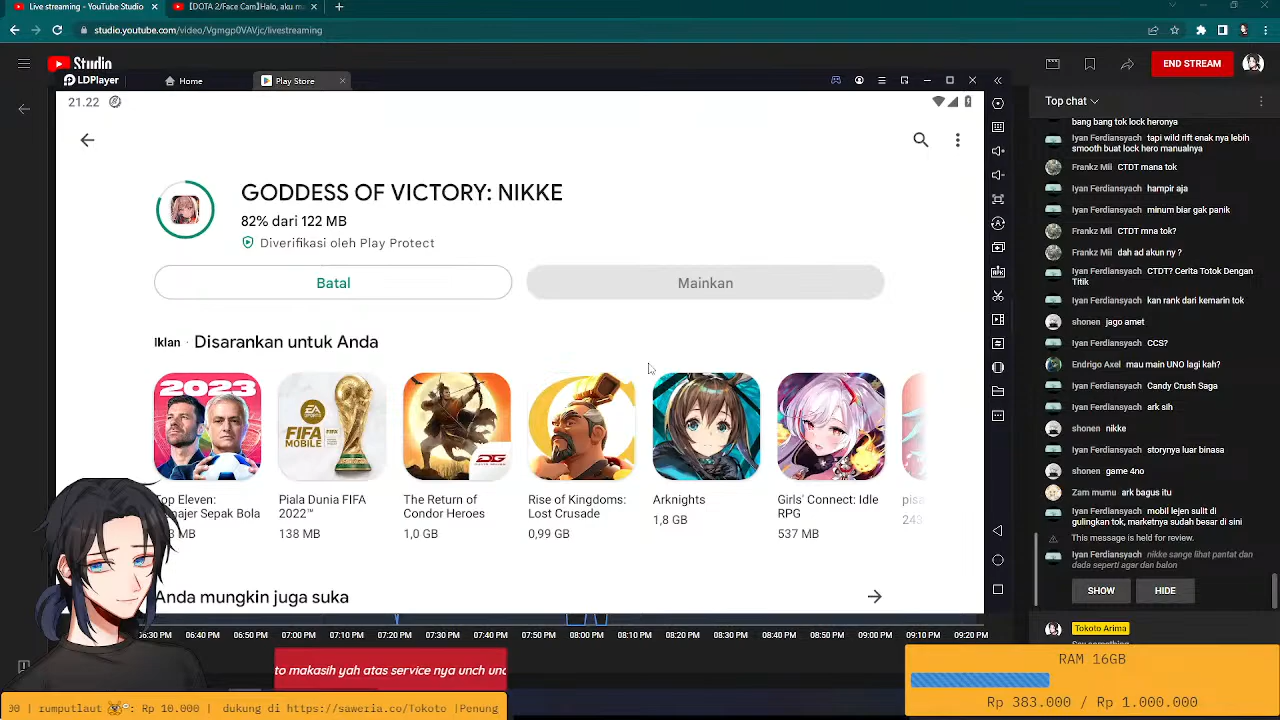 Live streaming - YouTube Studio
【DOTA 2/Face Cam】Halo, aku ma
studio.youtube.com/video/Vgmgp0VAVjc/livestreaming
Studio
END STREAM
LDPlayer
Home
Play Store
21.22
GODDESS OF VICTORY: NIKKE
82% dari 122 MB
Diverifikasi oleh Play Protect
Batal
Mainkan
Iklan · Disarankan untuk Anda
2023
EA SPORTS
FIFA
MOBILE
DG
Top Eleven:
Piala Dunia FIFA
The Return of
Rise of Kingdoms:
Arknights
Girls' Connect: Idle
najer Sepak Bola
2022™
Condor Heroes
Lost Crusade
1,8 GB
RPG
MB
138 MB
1,0 GB
0,99 GB
537 MB
243
Anda mungkin juga suka
06:30 PM 06:40 PM 06:50 PM 07:00 PM 07:10 PM 07:20 PM 07:30 PM 07:40 PM 07:50 PM 08:00 PM 08:10 PM 08:20 PM 08:30 PM 08:40 PM 08:50 PM 09:00 PM 09:10 PM 09:20 PM
to makasih yah atas service nya unch unc
| rumputlaut : Rp 10.000 | dukung di https://saweria.co/Tokoto |Penung
Top chat
bang bang tok lock heronya
Iyan Ferdiansyach tapi wild rift enak nya lebih
smooth buat lock hero manualnya
Frankz Mii CTDT mana tok
Iyan Ferdiansyach hampir aja
Iyan Ferdiansyach minum biar gak panik
Frankz Mii CTDT mna tok?
Frankz Mii dah ad akun ny ?
Iyan Ferdiansyach CTDT? Cerita Totok Dengan
Titik
Iyan Ferdiansyach kan rank dari kemarin tok
shonen jago amet
Iyan Ferdiansyach CCS?
Endrigo Axel mau main UNO lagi kah?
Iyan Ferdiansyach Candy Crush Saga
Iyan Ferdiansyach ark sih
shonen nikke
Iyan Ferdiansyach storynya luar binasa
shonen game 4no
Zam mumu ark bagus itu
Iyan Ferdiansyach mobil lejen sulit di
gulingkan tok, marketnya sudah besar di sini
This message is held for review.
Iyan Ferdiansyach nikke sange lihat pantat dan
dada seperti agar dan balon
SHOW
HIDE
Tokoto Arima
RAM 16GB
Rp 383.000 / Rp 1.000.000